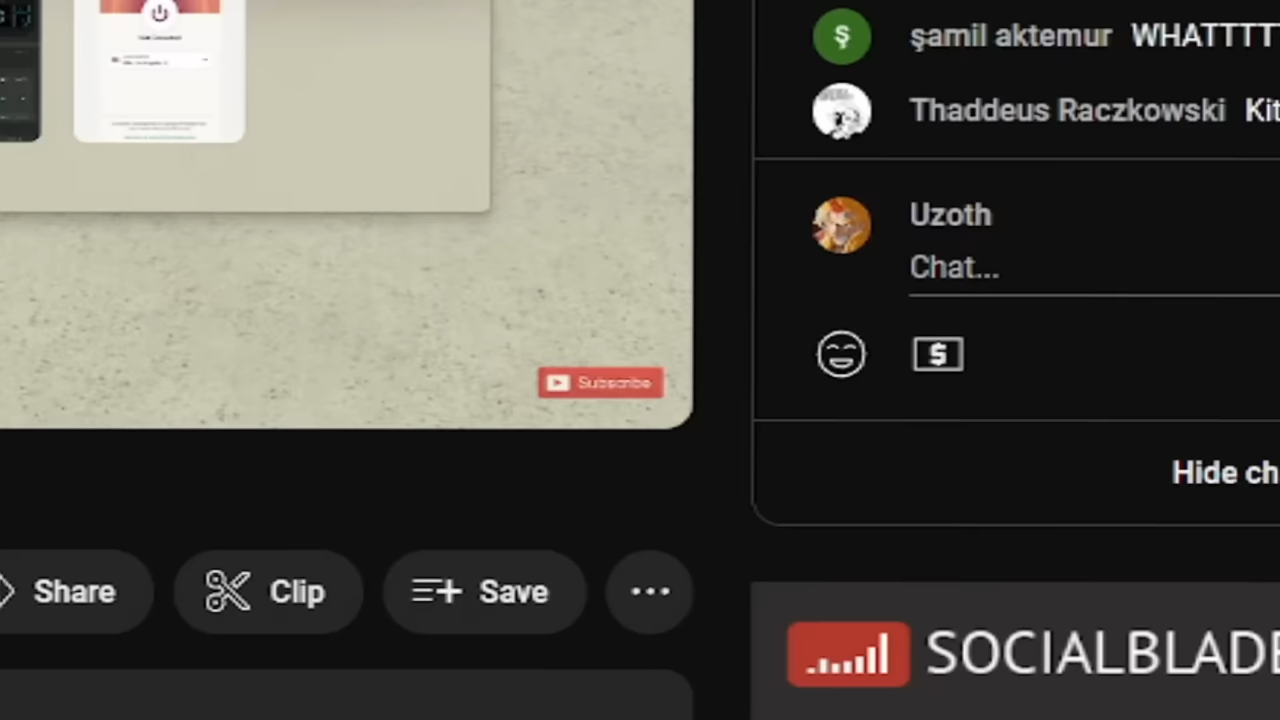 Ş şamil aktemur WHATTTT
Thaddeus Raczkowski Kit
Uzoth
Chat...
$
Subscribe
Hide ch
Share Clip Save
SOCIALBLADE